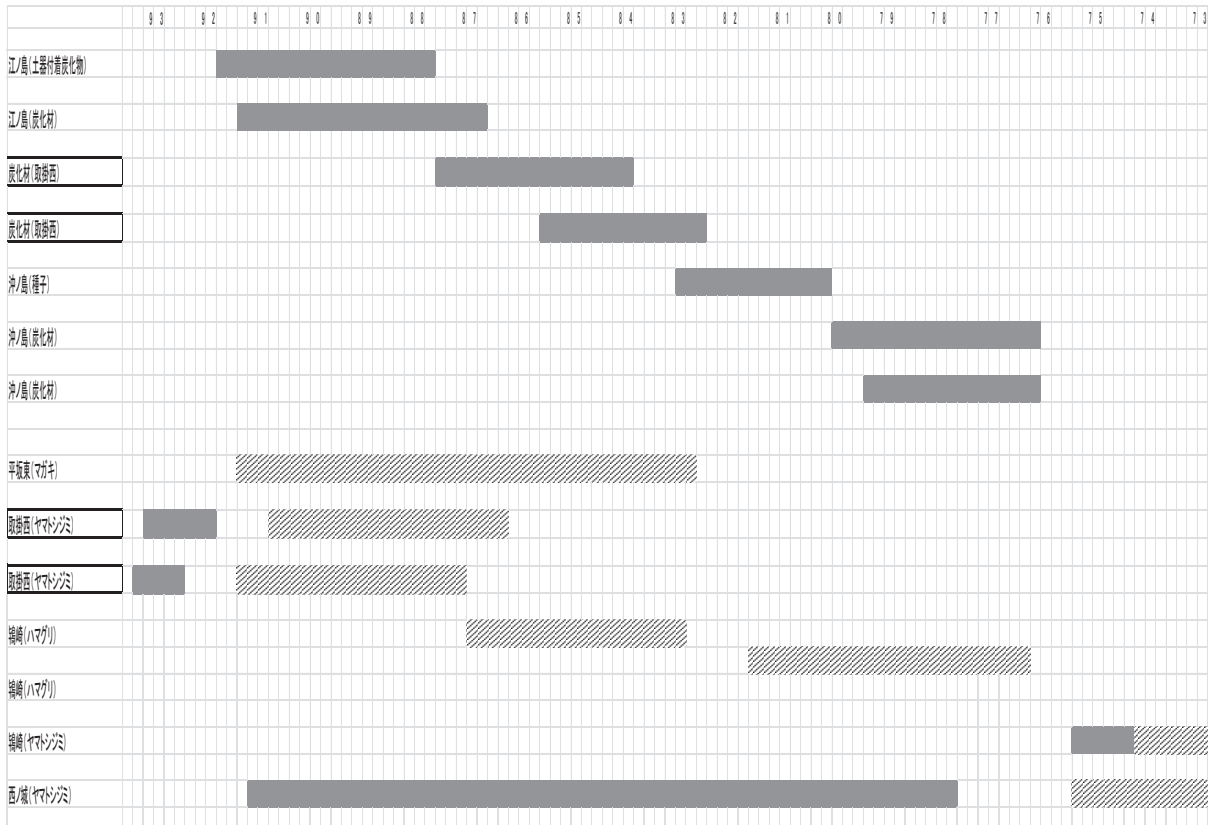 93 92 91 90 89 88 87 86 85 84 83 82 81 80 79 78 77 76 75 74 73
江ノ島(土器付着炭化物)
江ノ島(炭化材)
炭化材(取掛西)
炭化材(取掛西)
沖ノ島(種子)
沖ノ島(炭化材)
沖ノ島(炭化材)
平坂東(マガキ)
取掛西(ヤマトシジミ)
取掛西(ヤマトシジミ)
鴇崎(ハマグリ)
鴇崎(ハマグリ)
鴇崎(ヤマトシジミ)
西ノ城(ヤマトシジミ)